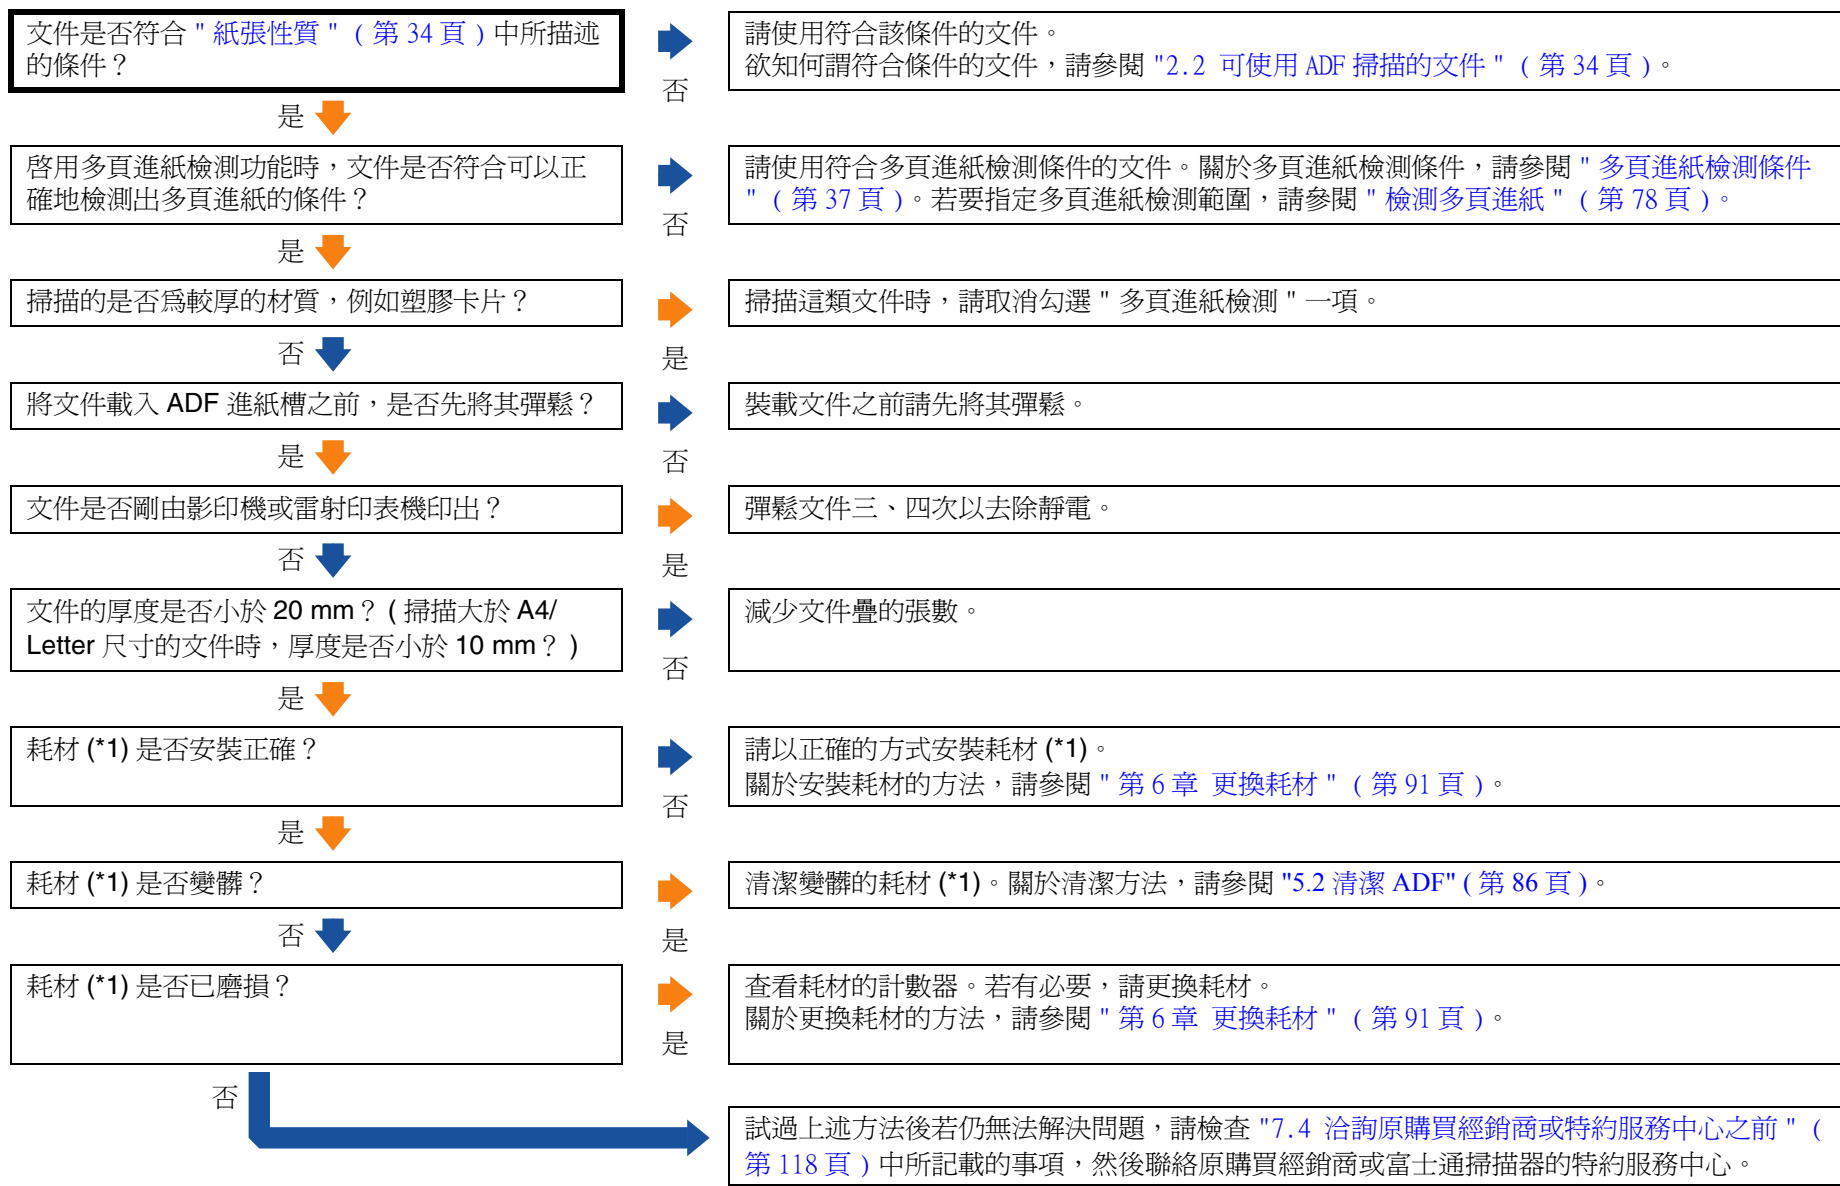 文件是否符合 " 紙張性質 " ( 第 34 頁 ) 中所描述
的條件？
否
請使用符合該條件的文件。
欲知何謂符合條件的文件，請參閱 "2.2 可使用 ADF 掃描的文件 " ( 第 34 頁 )。
是
啓用多頁進紙檢測功能時，文件是否符合可以正
確地檢測出多頁進紙的條件？
否
請使用符合多頁進紙檢測條件的文件。關於多頁進紙檢測條件，請參閱 " 多頁進紙檢測條件
" ( 第 37 頁 )。若要指定多頁進紙檢測範圍，請參閱 " 檢測多頁進紙 " ( 第 78 頁 )。
是
掃描的是否爲較厚的材質，例如塑膠卡片？
是
掃描這類文件時，請取消勾選 " 多頁進紙檢測 " 一項。
否
將文件載入 ADF 進紙槽之前，是否先將其彈鬆？
否
裝載文件之前請先將其彈鬆。
是
文件是否剛由影印機或雷射印表機印出？
是
彈鬆文件三、四次以去除靜電。
否
文件的厚度是否小於 20 mm？ ( 掃描大於 A4/
Letter 尺寸的文件時，厚度是否小於 10 mm？ )
否
減少文件疊的張數。
是
耗材 (*1) 是否安裝正確？
否
請以正確的方式安裝耗材 (*1)。
關於安裝耗材的方法，請參閱 " 第 6 章 更換耗材 " ( 第 91 頁 )。
是
耗材 (*1) 是否變髒？
是
清潔變髒的耗材 (*1)。關於清潔方法，請參閱 "5.2 清潔 ADF" ( 第 86 頁 )。
否
耗材 (*1) 是否已磨損？
是
查看耗材的計數器。若有必要，請更換耗材。
關於更換耗材的方法，請參閱 " 第 6 章 更換耗材 " ( 第 91 頁 )。
否
試過上述方法後若仍無法解決問題，請檢查 "7.4 洽詢原購買經銷商或特約服務中心之前 " (
第 118 頁 ) 中所記載的事項，然後聯絡原購買經銷商或富士通掃描器的特約服務中心。